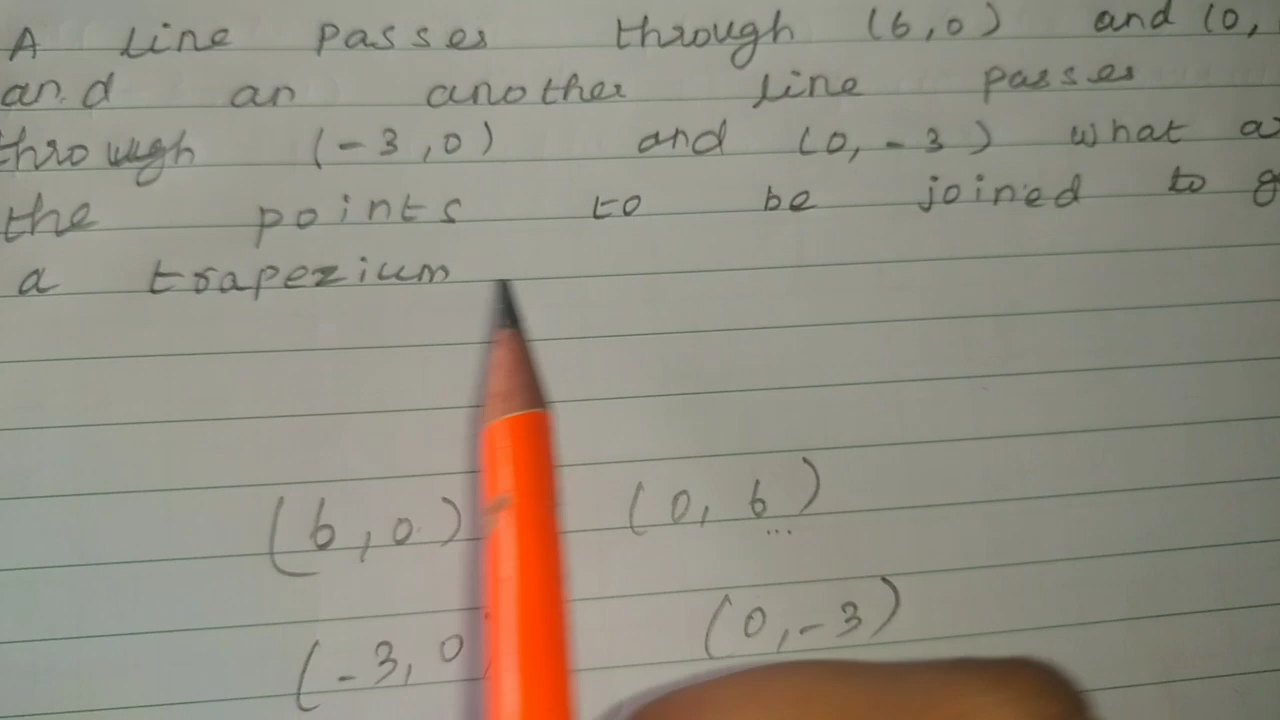 A line passes through (6,0) and (0,
and an another line passes
through (-3,0) and (0,-3) what a
the points to be joined to g
a trapezium
(6,0) (0,6)
...
(-3,0 (0,-3)